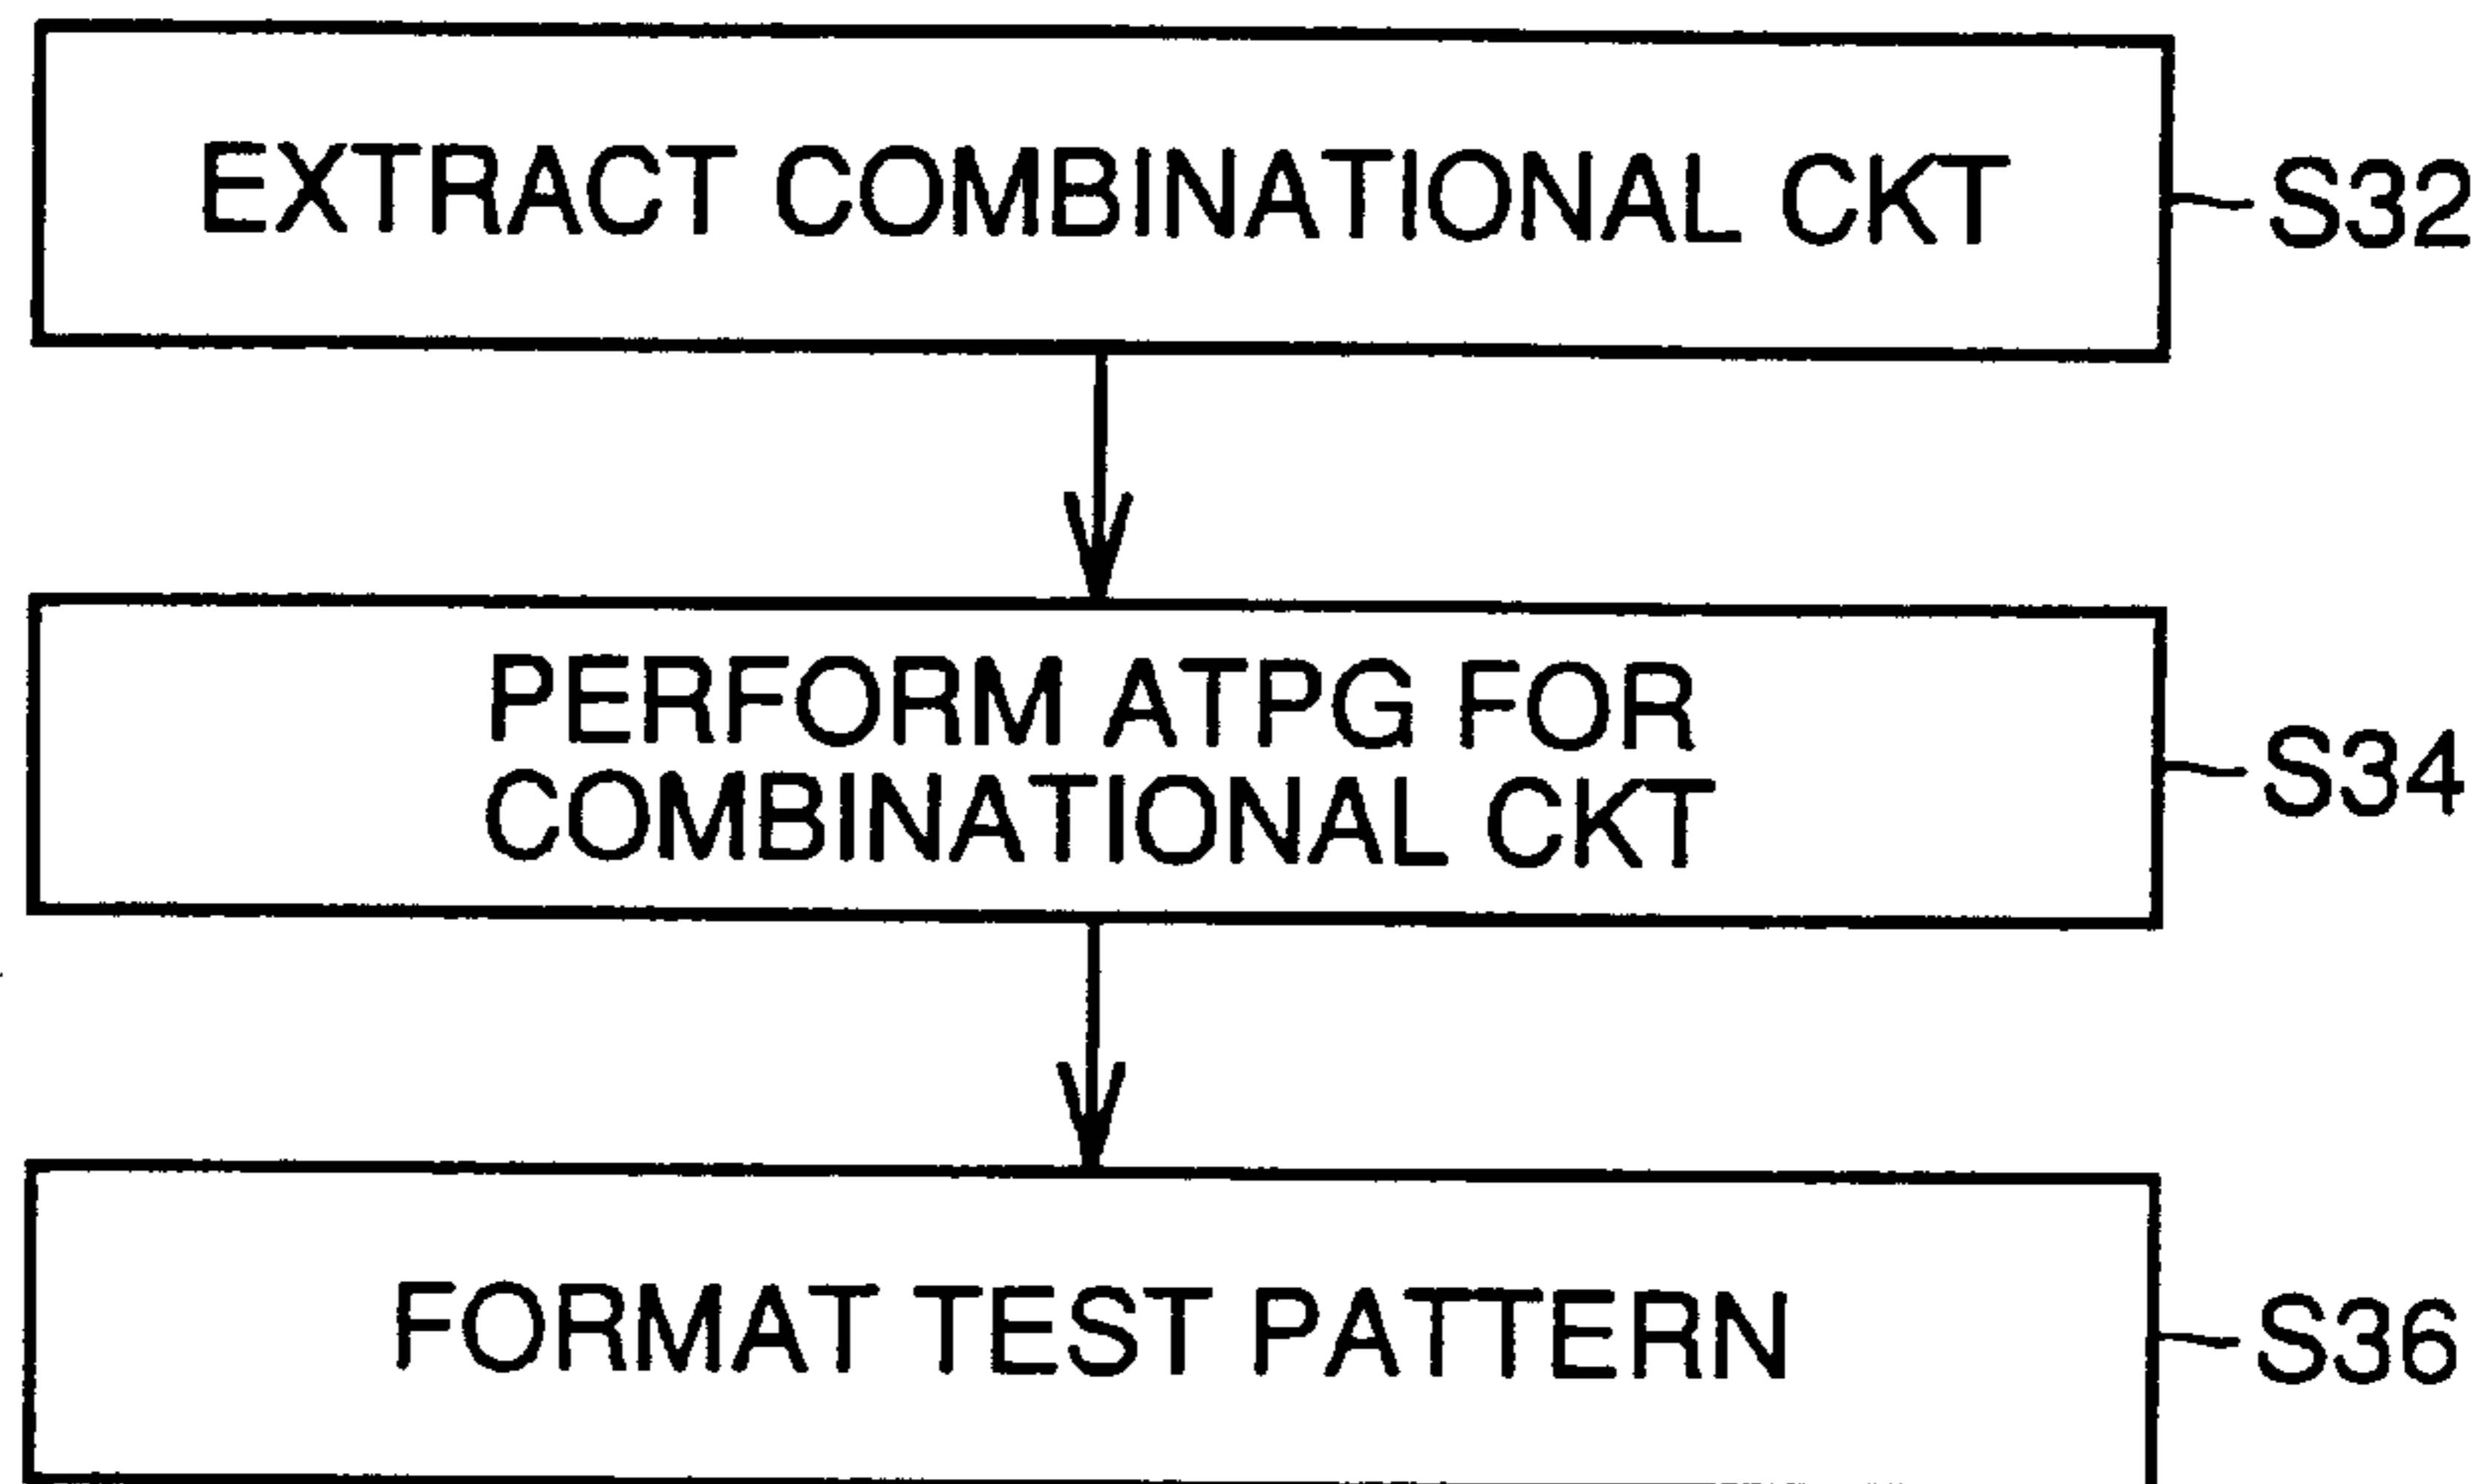 EXTRACT COMBINATIONAL CKT
S32
PERFORM ATPG FOR
COMBINATIONAL CKT
S34
FORMAT TEST PATTERN
S36